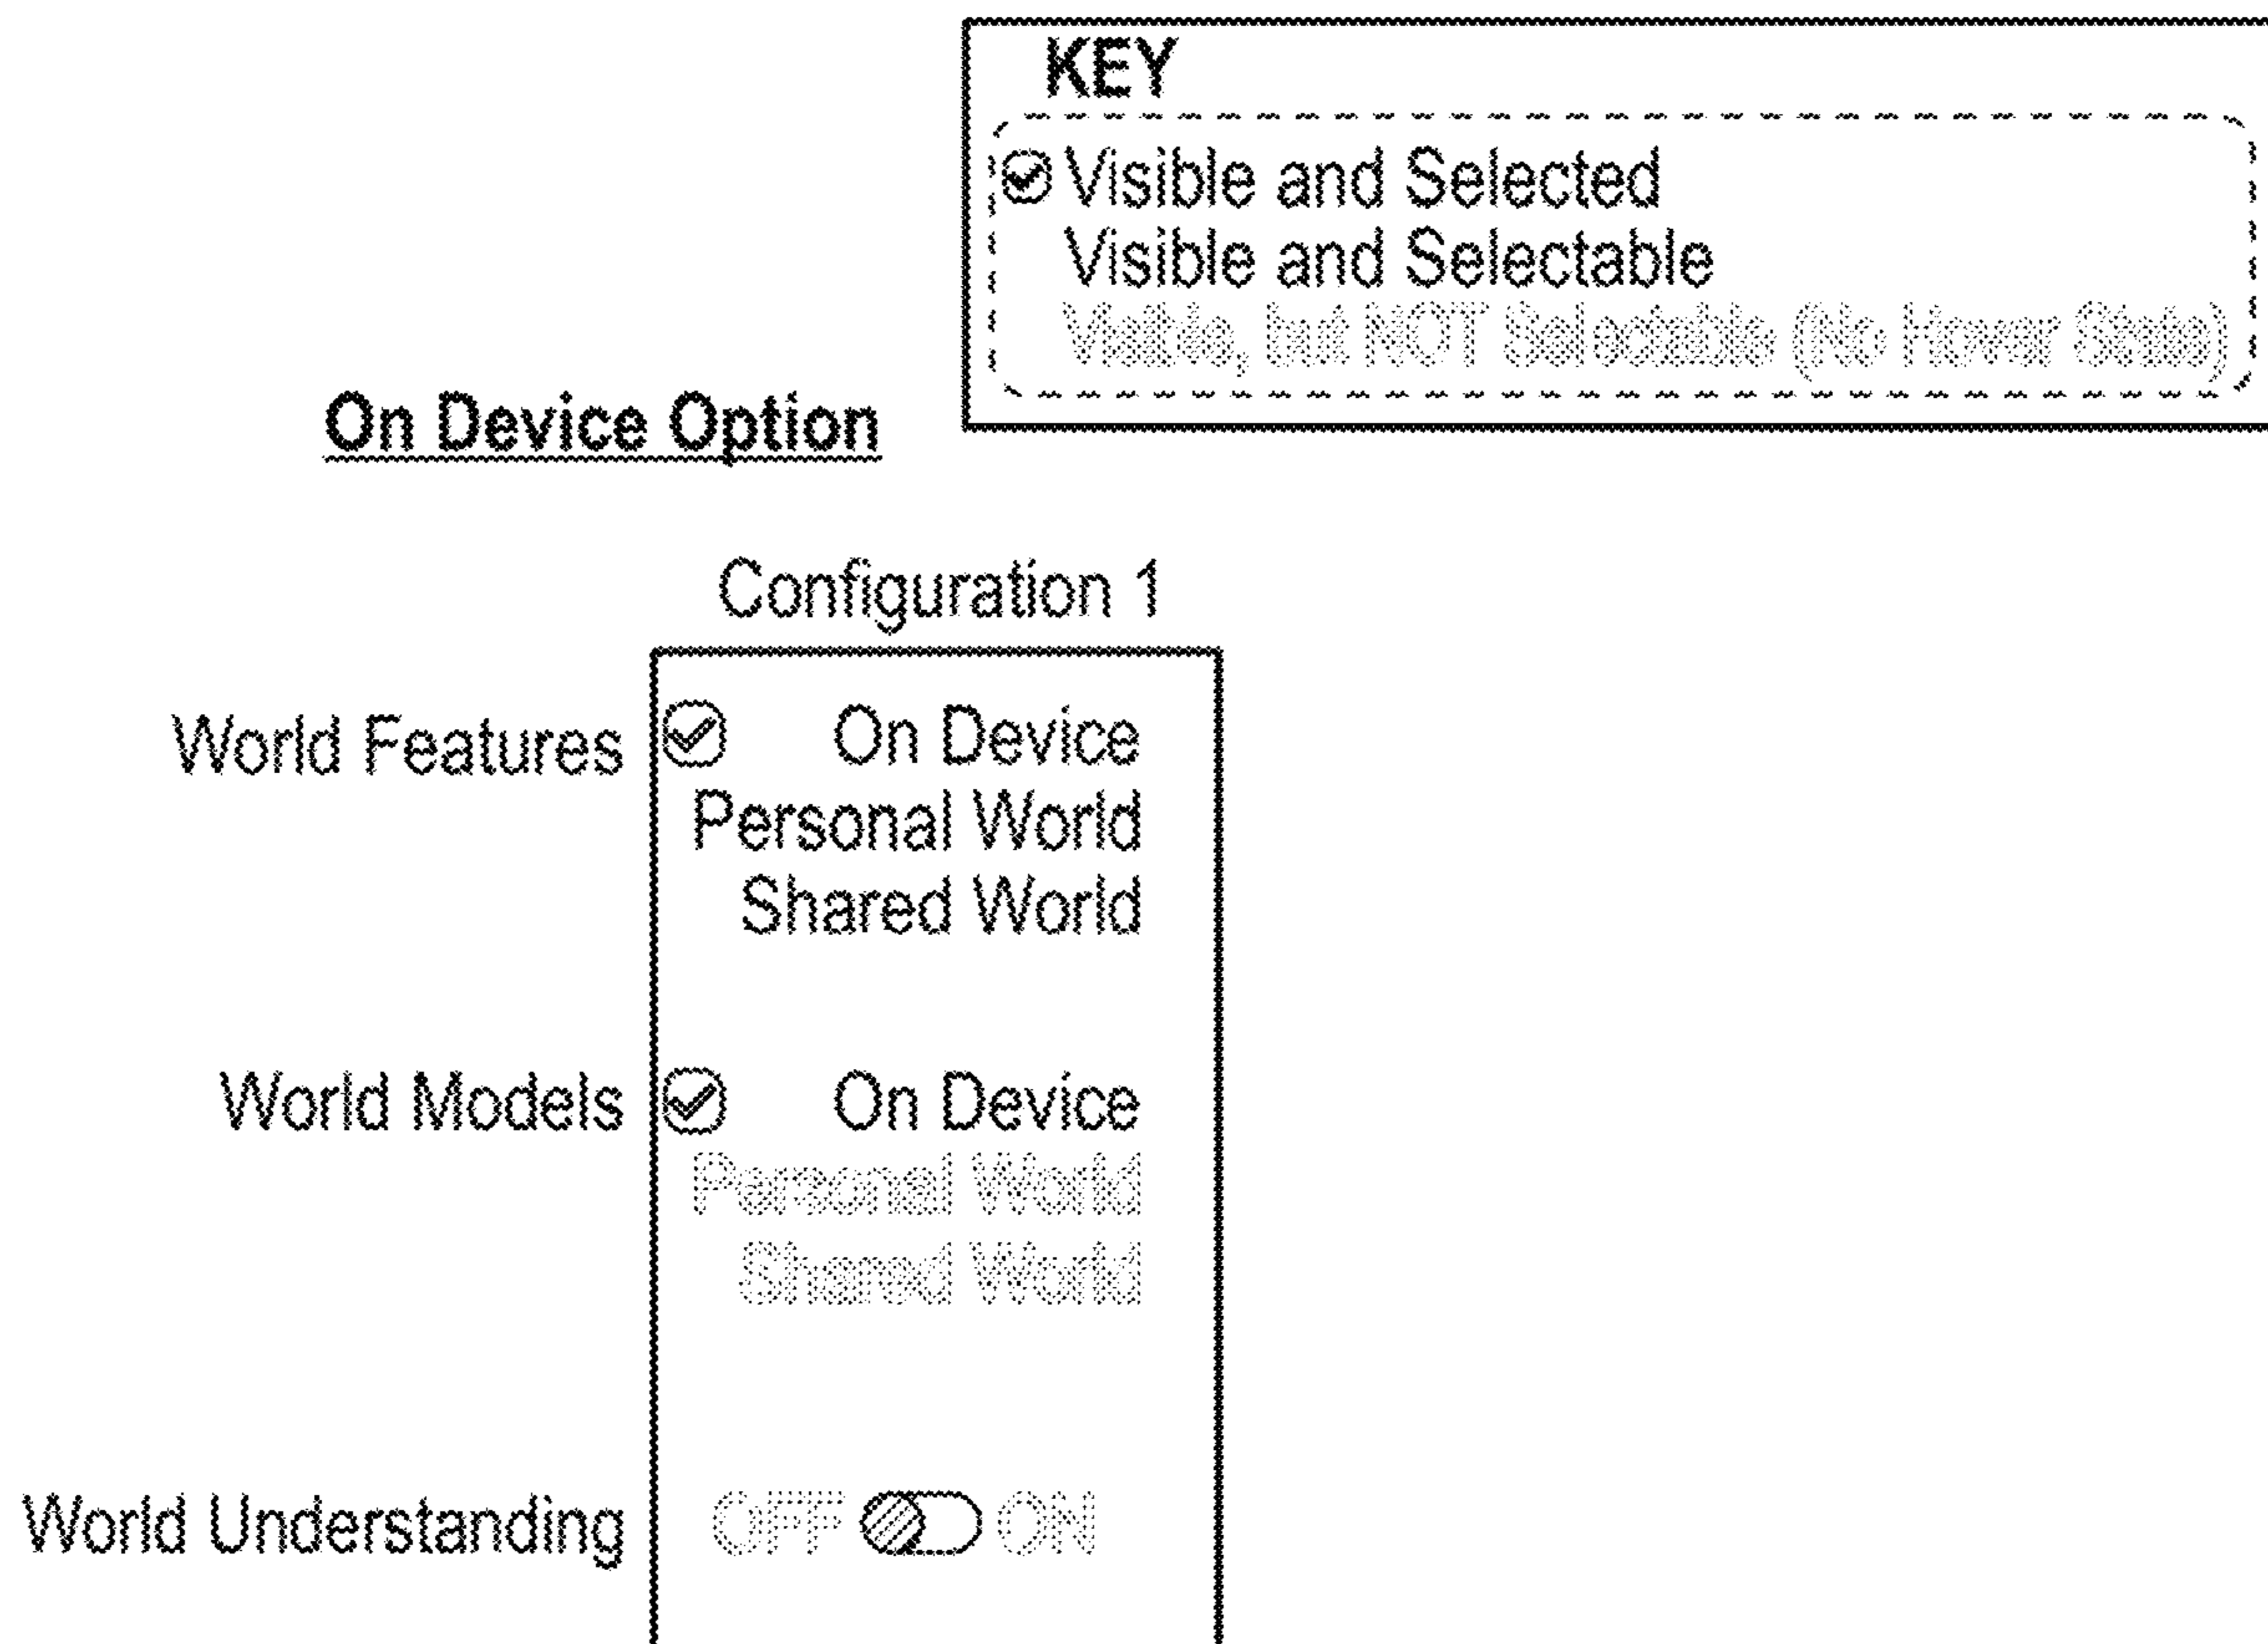 KEY
Visible and Selected
Visible and Selectable
Visible, but NOT Selectable (No Hover State)
On Device Option
Configuration 1
World Features On Device
Personal World
Shared World
World Models On Device
Personal World
Shared World
World Understanding OFF ON